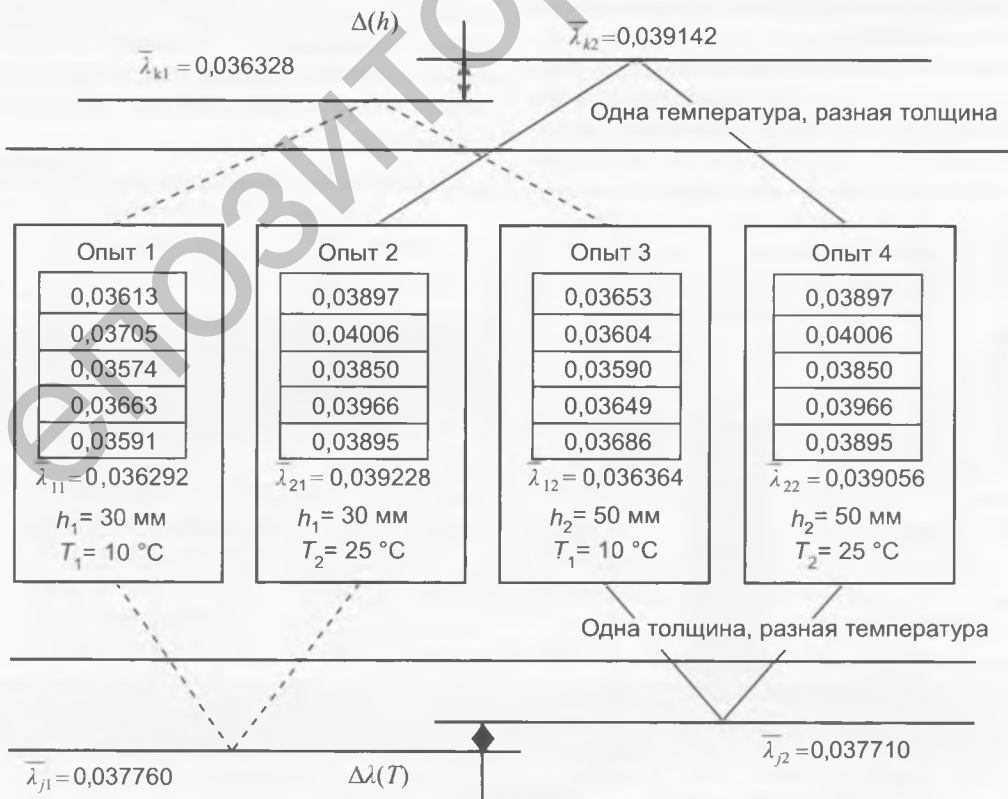 Δ(h)
λ̄k2=0,039142
λ̄k1=0,036328
Одна температура, разная толщина
Опыт 1
0,03613
0,03705
0,03574
0,03663
0,03591
λ̄11=0,036292
h1= 30 мм
T1= 10 °C
Опыт 2
0,03897
0,04006
0,03850
0,03966
0,03895
λ̄21= 0,039228
h1= 30 мм
T2= 25 °C
Опыт 3
0,03653
0,03604
0,03590
0,03649
0,03686
λ̄12=0,036364
h2= 50 мм
T1= 10 °C
Опыт 4
0,03897
0,04006
0,03850
0,03966
0,03895
λ̄22= 0,039056
h2= 50 мм
T2= 25 °C
Одна толщина, разная температура
λ̄j2=0,037710
λ̄j1=0,037760
Δλ(T)
епозитор